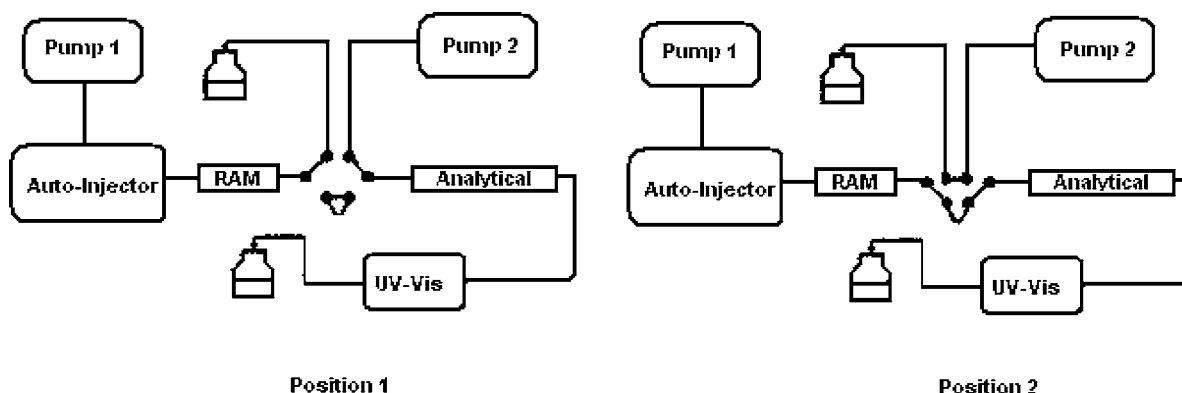 Pump 1
Pump 2
Auto-Injector
RAM
Analytical
UV-Vis
Position 1
Pump 1
Pump 2
Auto-Injector
RAM
Analytical
UV-Vis
Position 2